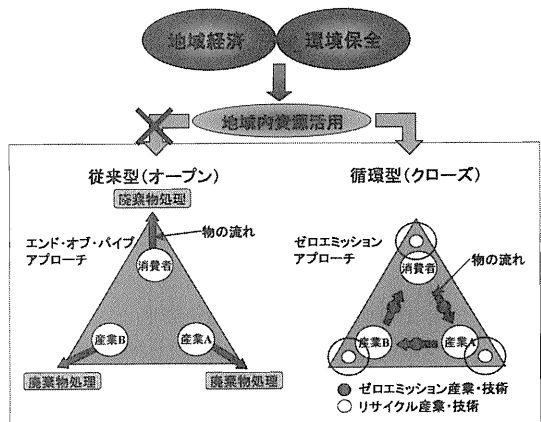 地域経済
環境保全
地域内資源活用
従来型(オープン)
廃棄物処理
エンド・オブ・パイプ
アプローチ
物の流れ
消費者
産業B
産業A
廃棄物処理
廃棄物処理
循環型(クローズ)
ゼロエミッション
アプローチ
物の流れ
消費者
産業B
産業A
●ゼロエミッション産業・技術
○リサイクル産業・技術